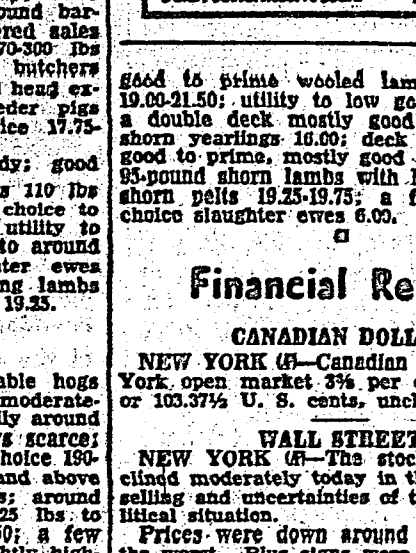 ound bar-
ered sales
70-300 lbs
butchers
head ex-
eder pigs
ice 17.75-
dy; good
s 110 lbs
choice to
utility to
to around
ter ewes
ng lambs
19.25.
able hogs
moderate-
lly around
s scarce;
hoice 190-
and above
s; around
25 lbs to
50; a few
good to prime wooled lam
19.00-21.50; utility to low go
a double deck mostly good
shorn yearlings 16.00; deck
good to prime, mostly good
95-pound shorn lambs with
shorn pelts 19.25-19.75; a f
choice slaughter ewes 6.00.
Financial Re
CANADIAN DOLLA
NEW YORK (AP)—Canadian
York open market 3⅜ per
or 103.37½ U. S. cents, uncl
WALL STREET
NEW YORK (AP)—The stoc
clined moderately today in th
selling and uncertainties of t
litical situation.
Prices were down around